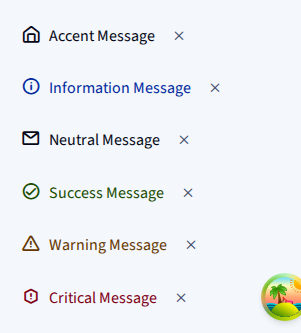 Accent Message
Information Message
Neutral Message
Success Message
Warning Message
Critical Message